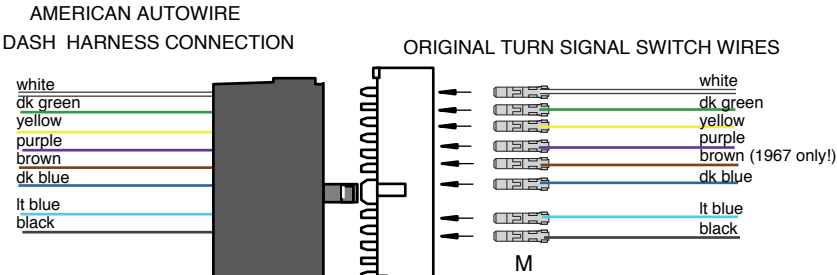 AMERICAN AUTOWIRE
DASH HARNESS CONNECTION
ORIGINAL TURN SIGNAL SWITCH WIRES
white
dk green
yellow
purple
brown
dk blue
lt blue
black
white
dk green
yellow
purple
brown (1967 only!)
dk blue
lt blue
black
M